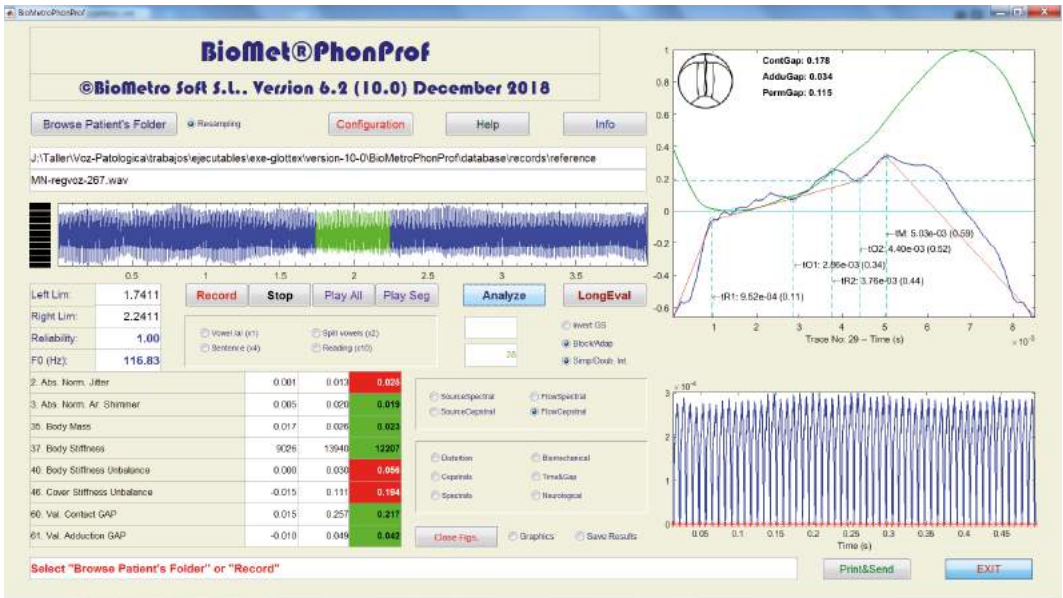 BioMetroPhonProf
BioMet®PhonProf
©BioMetro Soft S.L.. Version 6.2 (10.0) December 2018
Browse Patient's Folder
Resampling
Configuration
Help
Info
J:\Taller\Voz-Patologica\trabajos\ejecutables\exe-glottex\version-10-0\BioMetroPhonProf\database\records\reference
MN-regvoz-267.wav
0.5 1 1.5 2 2.5 3 3.5
Left Lim: 1.7411
Right Lim: 2.2411
Reliability: 1.00
F0 (Hz): 116.83
Record Stop Play All Play Seg Analyze LongEval
Vowel /a/ (x1) Split vowels (x2)
Sentence (x4) Reading (x10)
Invert GS
Block/Adap
Simp/Doub. Int.
2. Abs. Norm. Jitter 0.001 0.013 0.025
3. Abs. Norm. Ar. Shimmer 0.005 0.020 0.019
35. Body Mass 0.017 0.026 0.023
37. Body Stiffness 9026 13940 12207
40. Body Stiffness Unbalance 0.000 0.030 0.056
46. Cover Stiffness Unbalance -0.015 0.111 0.194
60. Val. Contact GAP 0.015 0.257 0.217
61. Val. Adduction GAP -0.010 0.049 0.042
SourceSpectral FlowSpectral
SourceCepstral FlowCepstral
Distortion Biomechanical
Cepstrals Time&Gap
Spectrals Neurological
Close Figs. Graphics Save Results
Select "Browse Patient's Folder" or "Record"
ContGap: 0.178
AdduGap: 0.034
PermGap: 0.115
1
0.8
0.6
0.4
0.2
0
-0.2
-0.4
-0.6
tM: 5.03e-03 (0.59)
tO2: 4.40e-03 (0.52)
tO1: 2.86e-03 (0.34)
tR2: 3.76e-03 (0.44)
tR1: 9.52e-04 (0.11)
1 2 3 4 5 6 7 8
Trace No: 29 – Time (s)
×10⁻³
3
2
1
0
0.05 0.1 0.15 0.2 0.25 0.3 0.35 0.4 0.45
Time (s)
Print&Send
EXIT